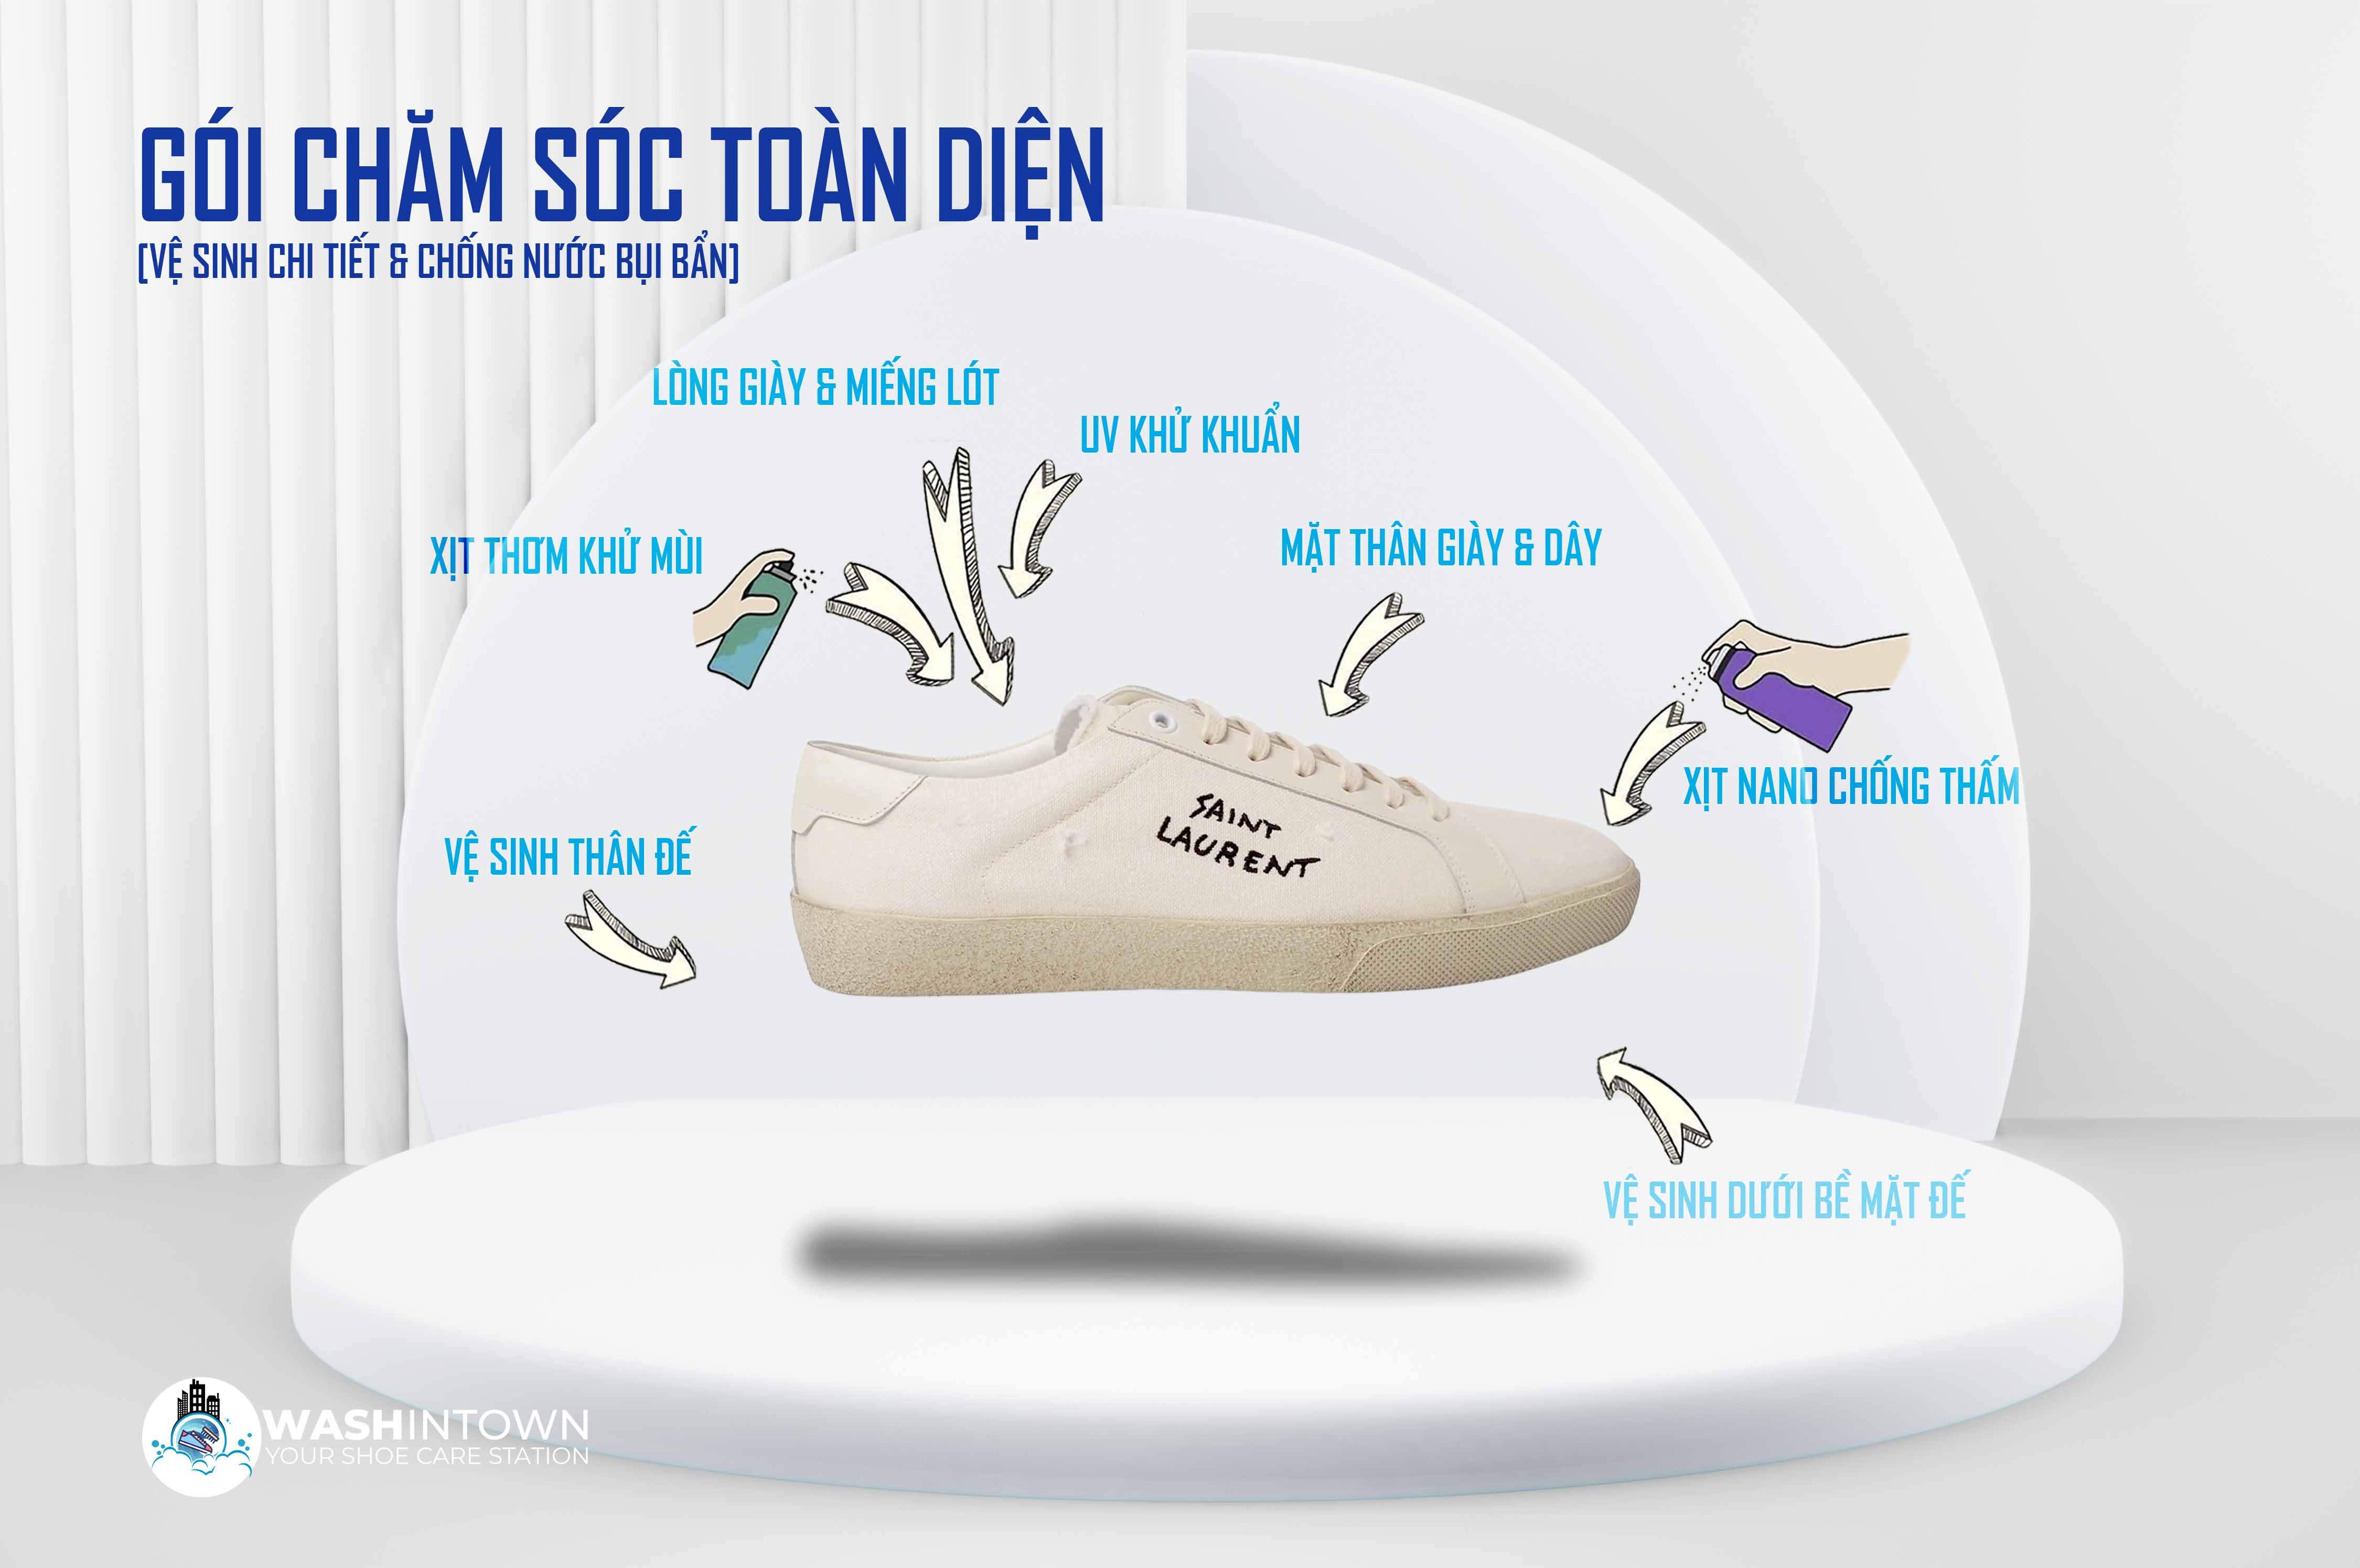 GÓI CHĂM SÓC TOÀN DIỆN
[VỆ SINH CHI TIẾT & CHỐNG NƯỚC BỤI BẨN]
LÒNG GIÀY & MIẾNG LÓT
UV KHỬ KHUẨN
XỊT THƠM KHỬ MÙI
MẶT THÂN GIÀY & DÂY
XỊT NANO CHỐNG THẤM
SAINT
LAURENT
VỆ SINH THÂN ĐẾ
VỆ SINH DƯỚI BỀ MẶT ĐẾ
WASHINTOWN
YOUR SHOE CARE STATION